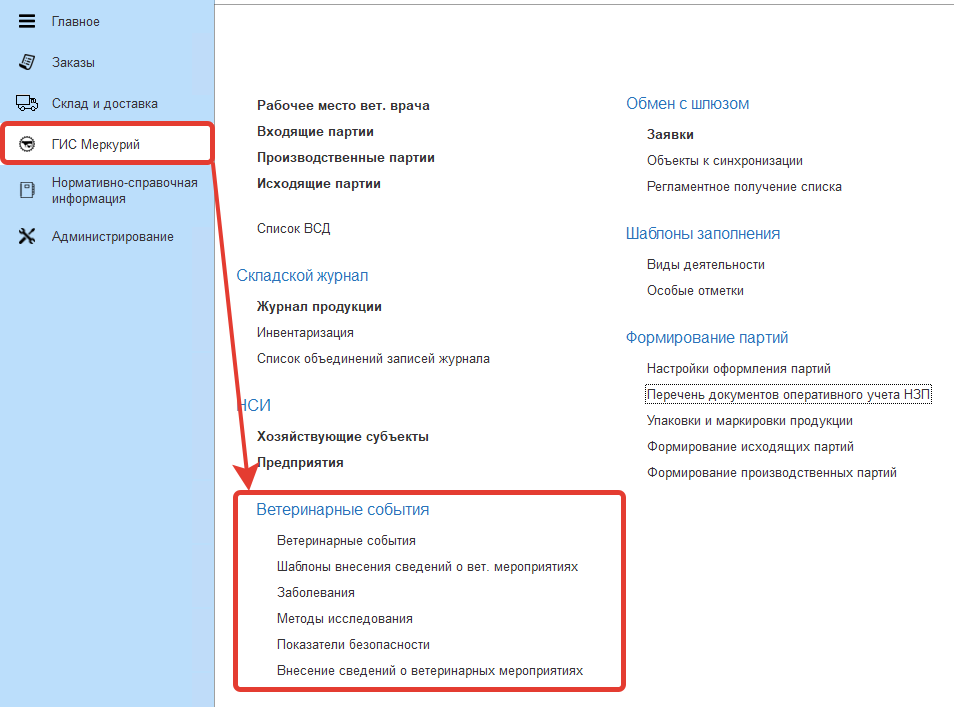 Главное
Заказы
Склад и доставка
ГИС Меркурий
Нормативно-справочная
информация
Администрирование
Рабочее место вет. врача
Входящие партии
Производственные партии
Исходящие партии
Список ВСД
Складской журнал
Журнал продукции
Инвентаризация
Список объединений записей журнала
НСИ
Хозяйствующие субъекты
Предприятия
Ветеринарные события
Ветеринарные события
Шаблоны внесения сведений о вет. мероприятиях
Заболевания
Методы исследования
Показатели безопасности
Внесение сведений о ветеринарных мероприятиях
Обмен с шлюзом
Заявки
Объекты к синхронизации
Регламентное получение списка
Шаблоны заполнения
Виды деятельности
Особые отметки
Формирование партий
Настройки оформления партий
Перечень документов оперативного учета НЗП
Упаковки и маркировки продукции
Формирование исходящих партий
Формирование производственных партий